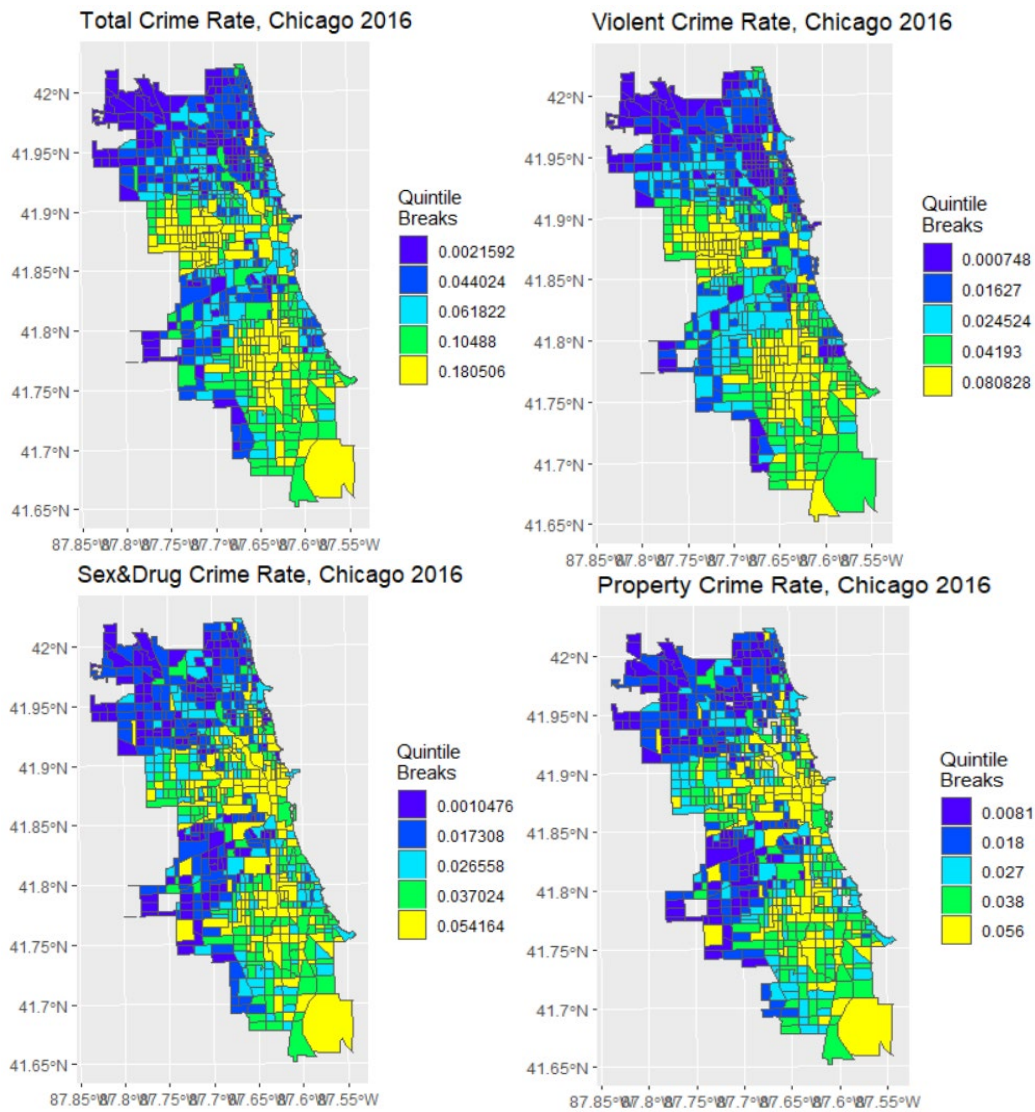 Total Crime Rate, Chicago 2016
42°N
41.95°N
41.9°N
41.85°N
41.8°N
41.75°N
41.7°N
41.65°N
87.85°W 87.8°W 87.75°W 87.7°W 87.65°W 87.6°W 87.55°W
Quintile
Breaks
0.0021592
0.044024
0.061822
0.10488
0.180506
Violent Crime Rate, Chicago 2016
42°N
41.95°N
41.9°N
41.85°N
41.8°N
41.75°N
41.7°N
41.65°N
87.85°W 87.8°W 87.75°W 87.7°W 87.65°W 87.6°W 87.55°W
Quintile
Breaks
0.000748
0.01627
0.024524
0.04193
0.080828
Sex&Drug Crime Rate, Chicago 2016
42°N
41.95°N
41.9°N
41.85°N
41.8°N
41.75°N
41.7°N
41.65°N
87.85°W 87.8°W 87.75°W 87.7°W 87.65°W 87.6°W 87.55°W
Quintile
Breaks
0.0010476
0.017308
0.026558
0.037024
0.054164
Property Crime Rate, Chicago 2016
42°N
41.95°N
41.9°N
41.85°N
41.8°N
41.75°N
41.7°N
41.65°N
87.85°W 87.8°W 87.75°W 87.7°W 87.65°W 87.6°W 87.55°W
Quintile
Breaks
0.0081
0.018
0.027
0.038
0.056